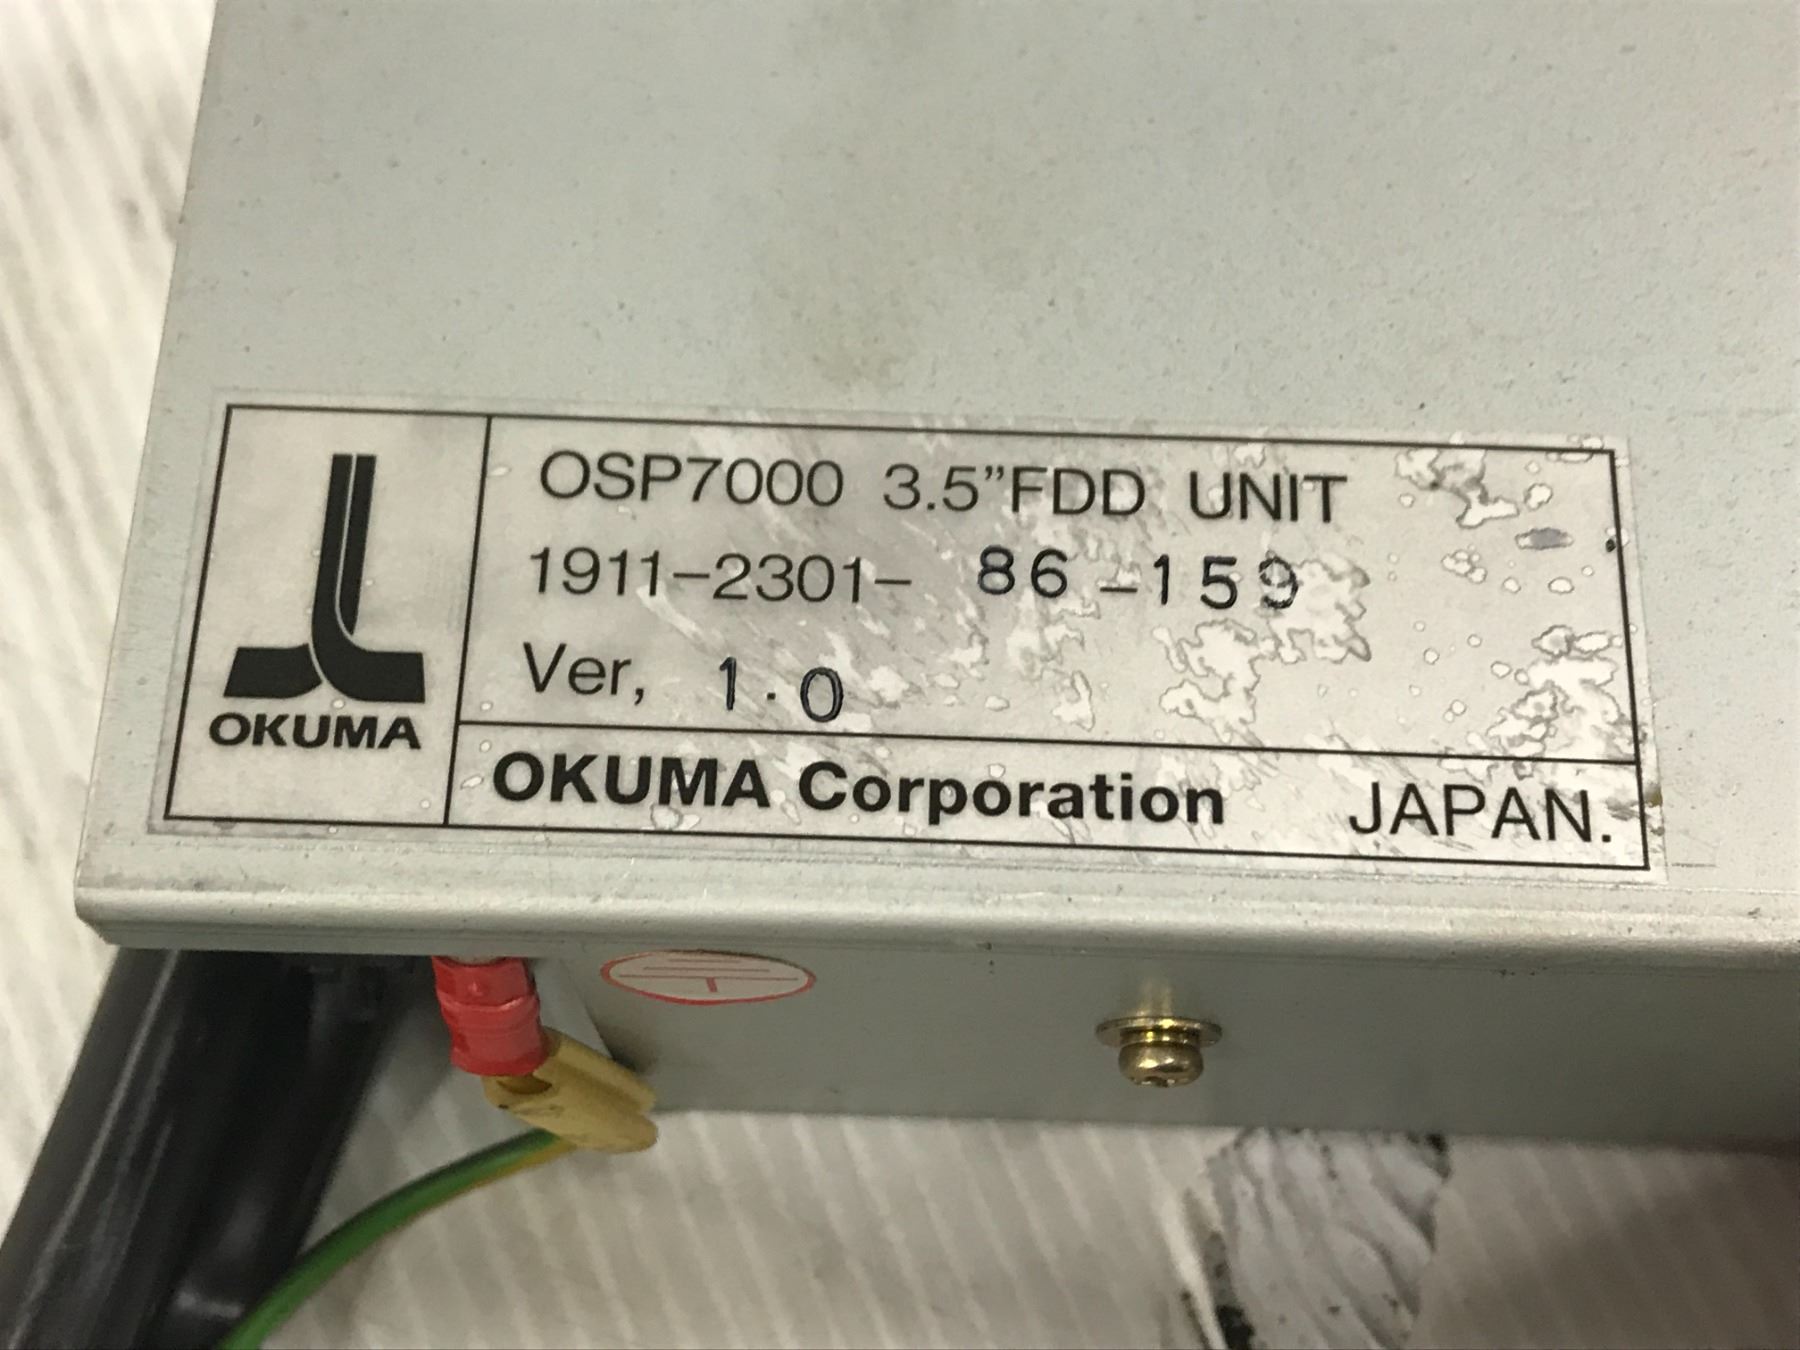 OSP7000 3.5”FDD UNIT
1911-2301- 86-159
Ver, 1.0
OKUMA
OKUMA Corporation JAPAN.